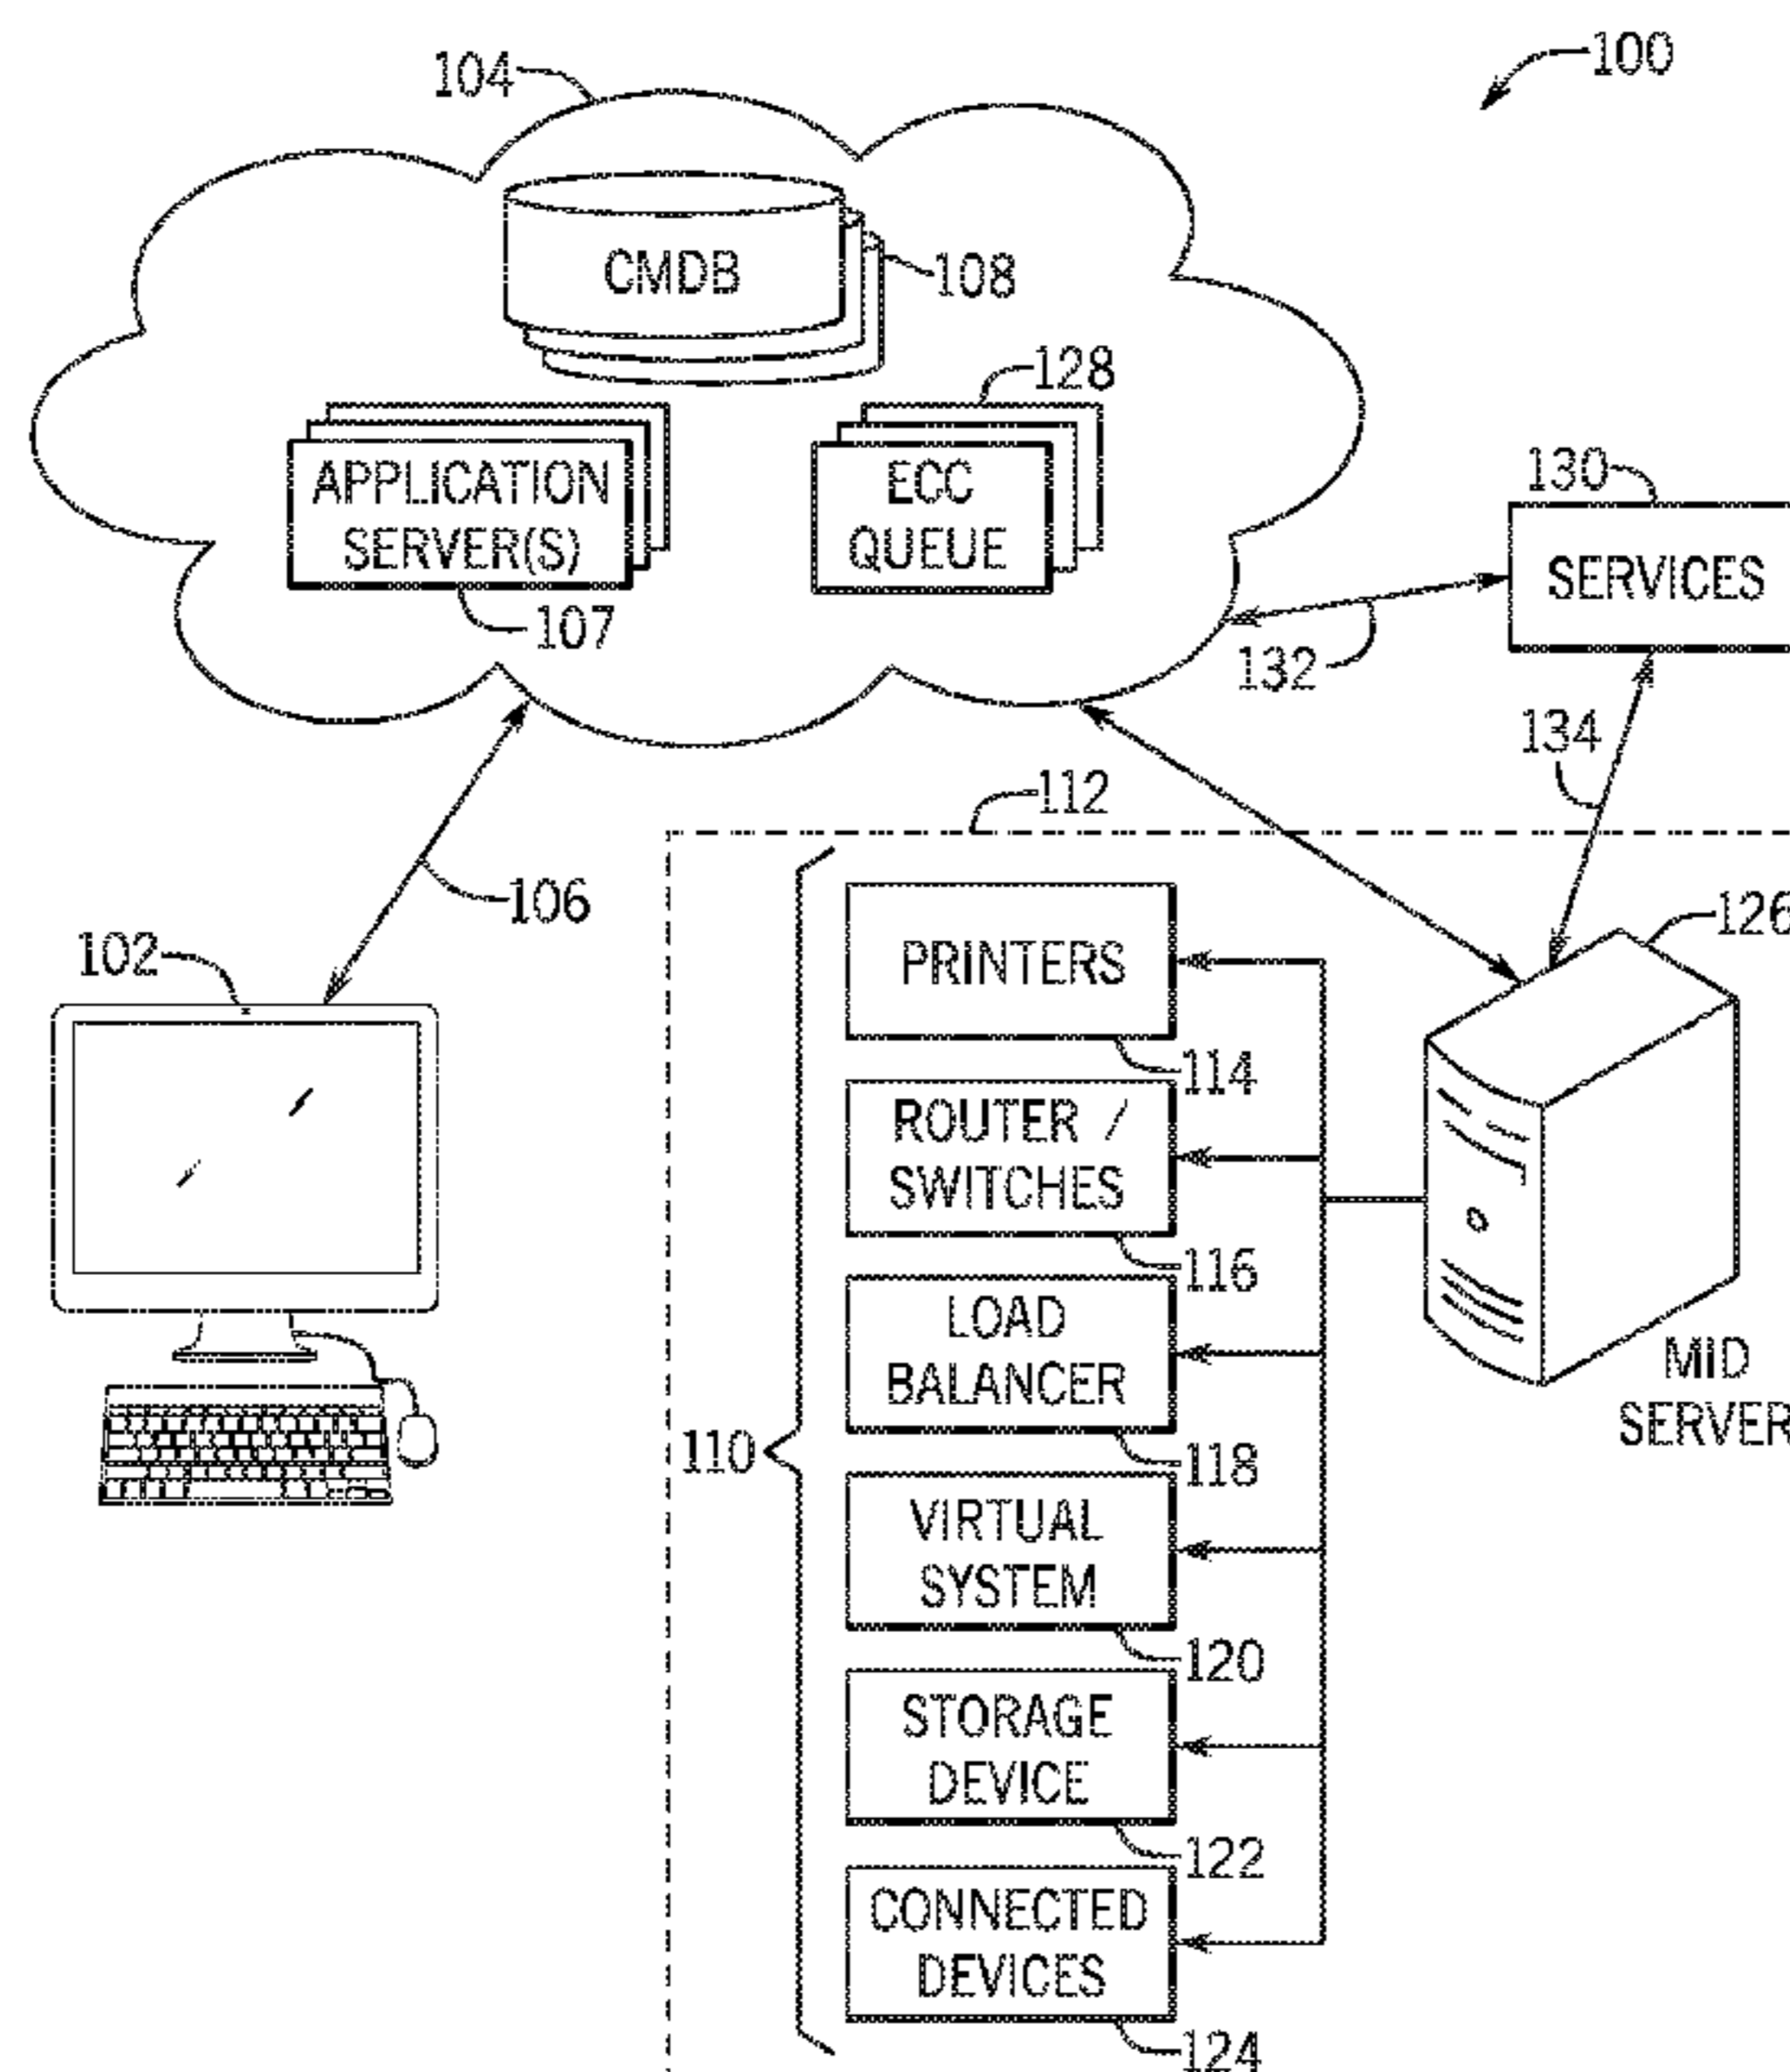 100
104
CMDB
108
128
APPLICATION
SERVER(S)
ECC
QUEUE
107
130
SERVICES
132
134
112
106
126
102
PRINTERS
114
ROUTER /
SWITCHES
116
LOAD
BALANCER
MID
SERVER
110
118
VIRTUAL
SYSTEM
120
STORAGE
DEVICE
122
CONNECTED
DEVICES
124